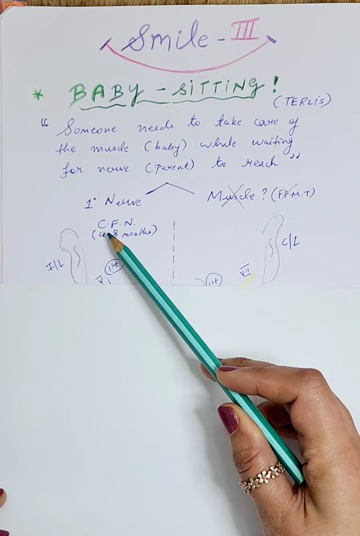 Smile - III
* BABY - SITTING!
(TERZIS)
"Someone needs to take care of
the muscle (baby) while waiting
for nerve (parent) to reach"
1° Nerve
Muscle? (FFMT)
C.F.N.
(8 months)
I/L
C/L
VII